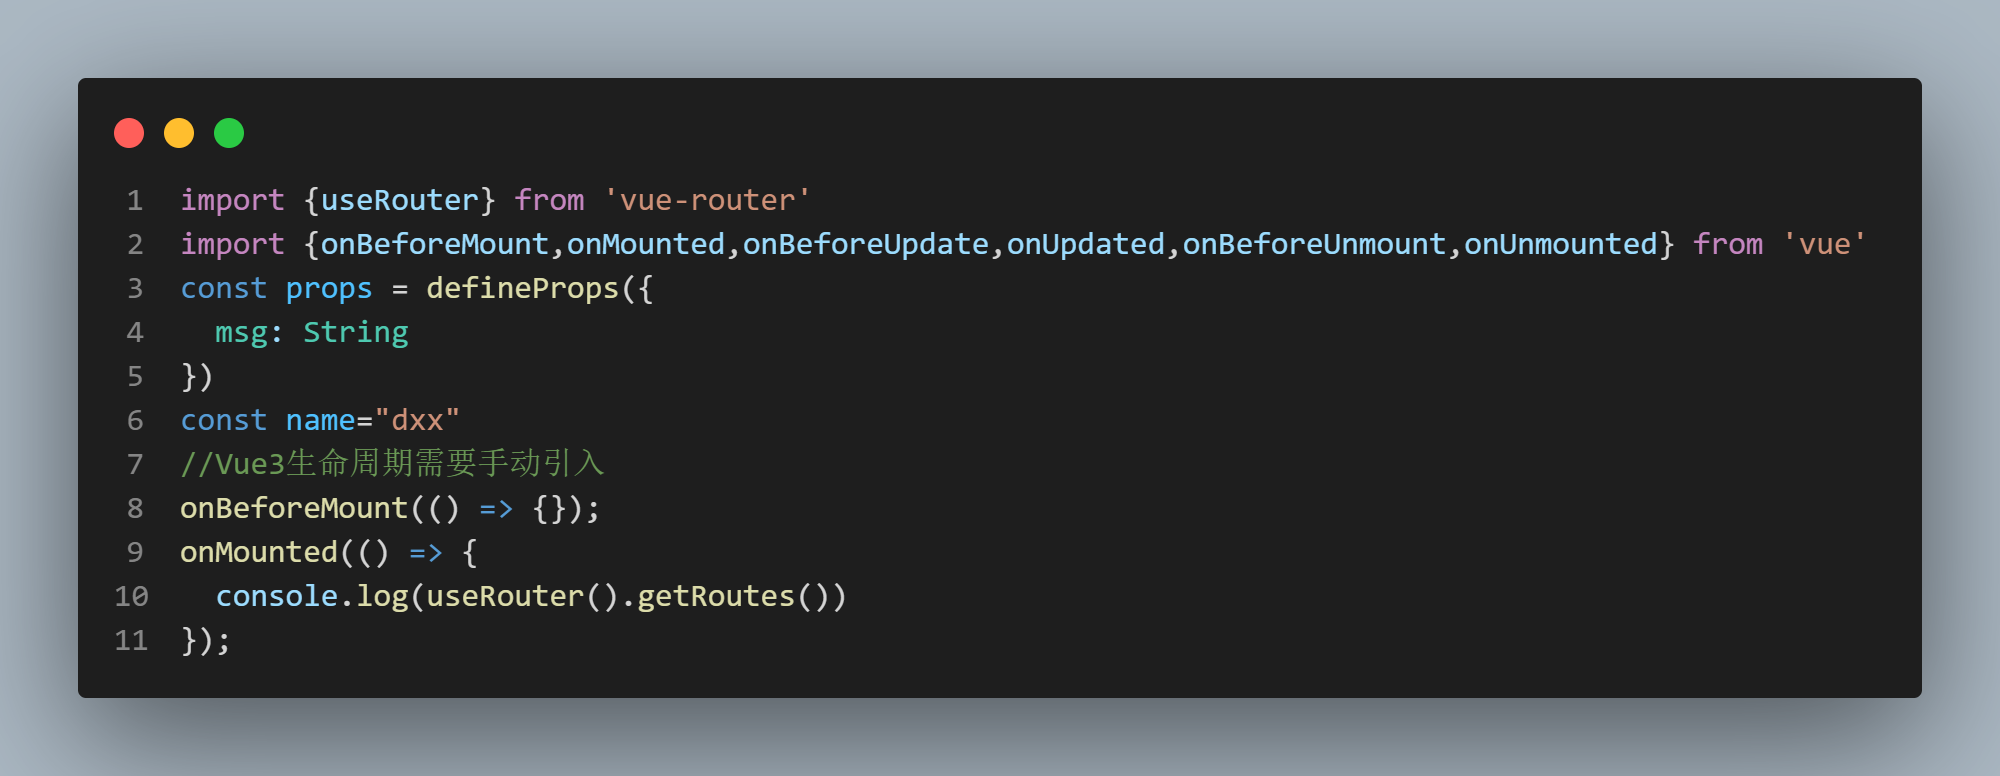 1 import {useRouter} from 'vue-router'
2 import {onBeforeMount,onMounted,onBeforeUpdate,onUpdated,onBeforeUnmount,onUnmounted} from 'vue'
3 const props = defineProps({
4   msg: String
5 })
6 const name="dxx"
7 //Vue3生命周期需要手动引入
8 onBeforeMount(() => {});
9 onMounted(() => {
10   console.log(useRouter().getRoutes())
11 });